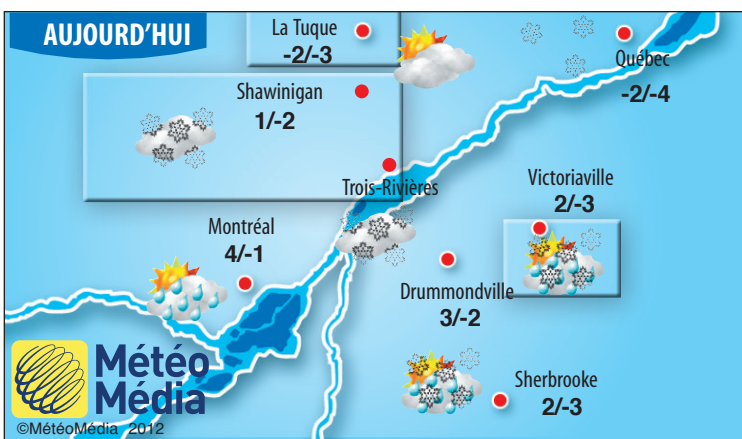 AUJOURD'HUI
La Tuque
-2/-3
Québec
-2/-4
Shawinigan
1/-2
Trois-Rivières
Victoriaville
2/-3
Montréal
4/-1
Drummondville
3/-2
Sherbrooke
2/-3
Météo
Média
©MétéoMédia 2012